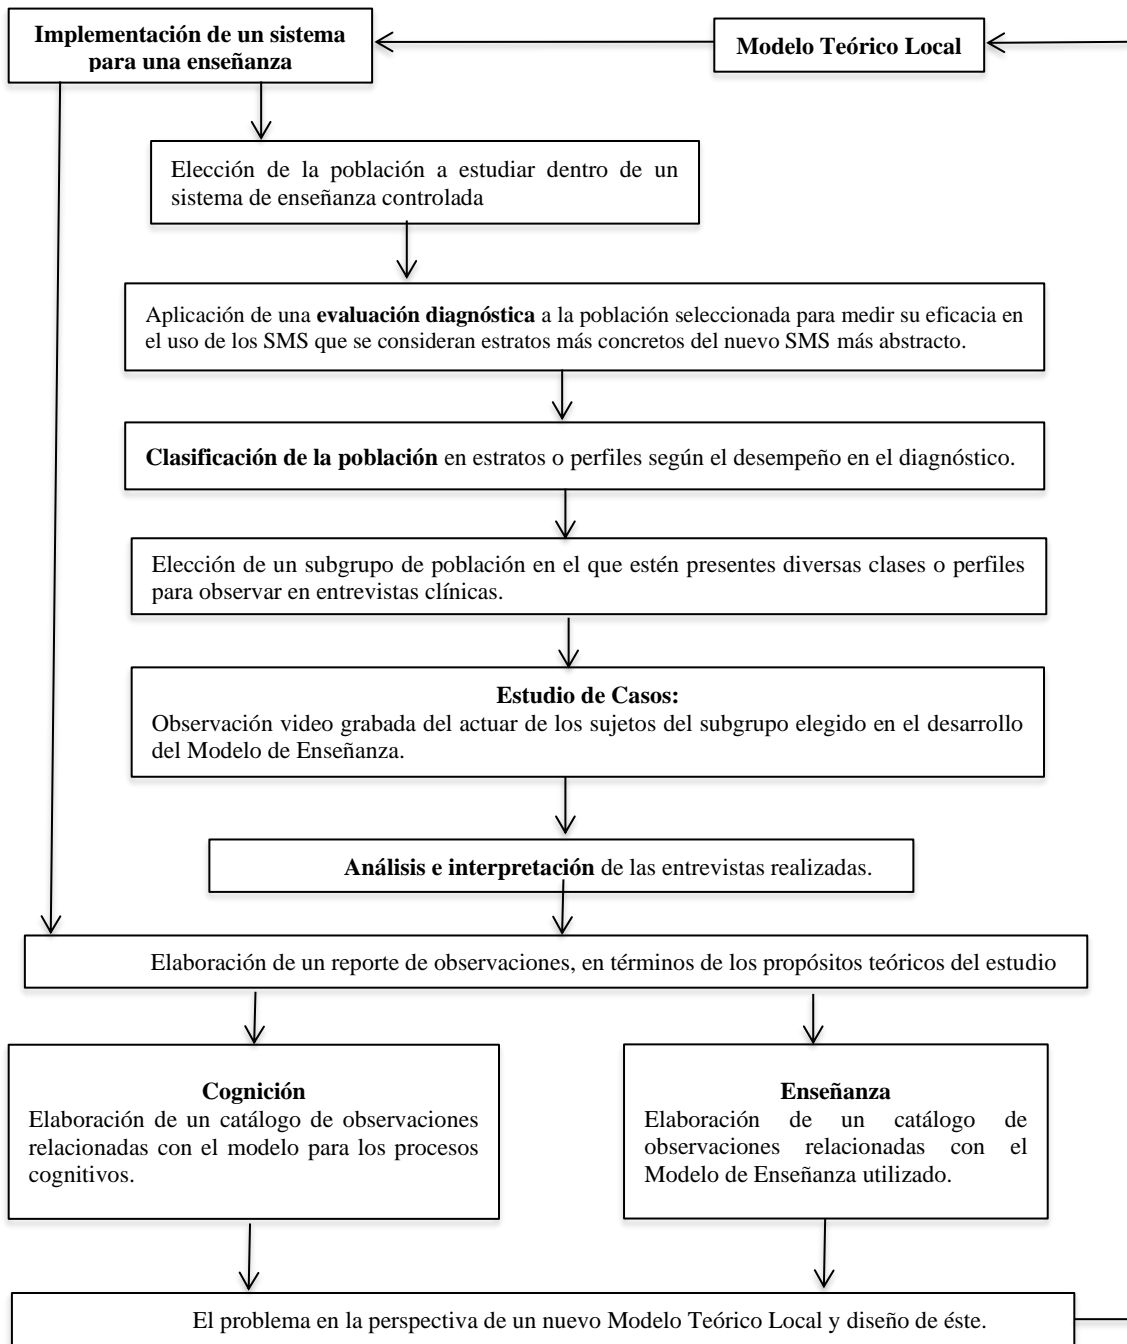 Implementación de un sistema
para una enseñanza
Modelo Teórico Local
Elección de la población a estudiar dentro de un
sistema de enseñanza controlada
Aplicación de una evaluación diagnóstica a la población seleccionada para medir su eficacia en
el uso de los SMS que se consideran estratos más concretos del nuevo SMS más abstracto.
Clasificación de la población en estratos o perfiles según el desempeño en el diagnóstico.
Elección de un subgrupo de población en el que estén presentes diversas clases o perfiles
para observar en entrevistas clínicas.
Estudio de Casos:
Observación video grabada del actuar de los sujetos del subgrupo elegido en el desarrollo
del Modelo de Enseñanza.
Análisis e interpretación de las entrevistas realizadas.
Elaboración de un reporte de observaciones, en términos de los propósitos teóricos del estudio
Cognición
Elaboración de un catálogo de observaciones
relacionadas con el modelo para los procesos
cognitivos.
Enseñanza
Elaboración de un catálogo de
observaciones relacionadas con el
Modelo de Enseñanza utilizado.
El problema en la perspectiva de un nuevo Modelo Teórico Local y diseño de éste.